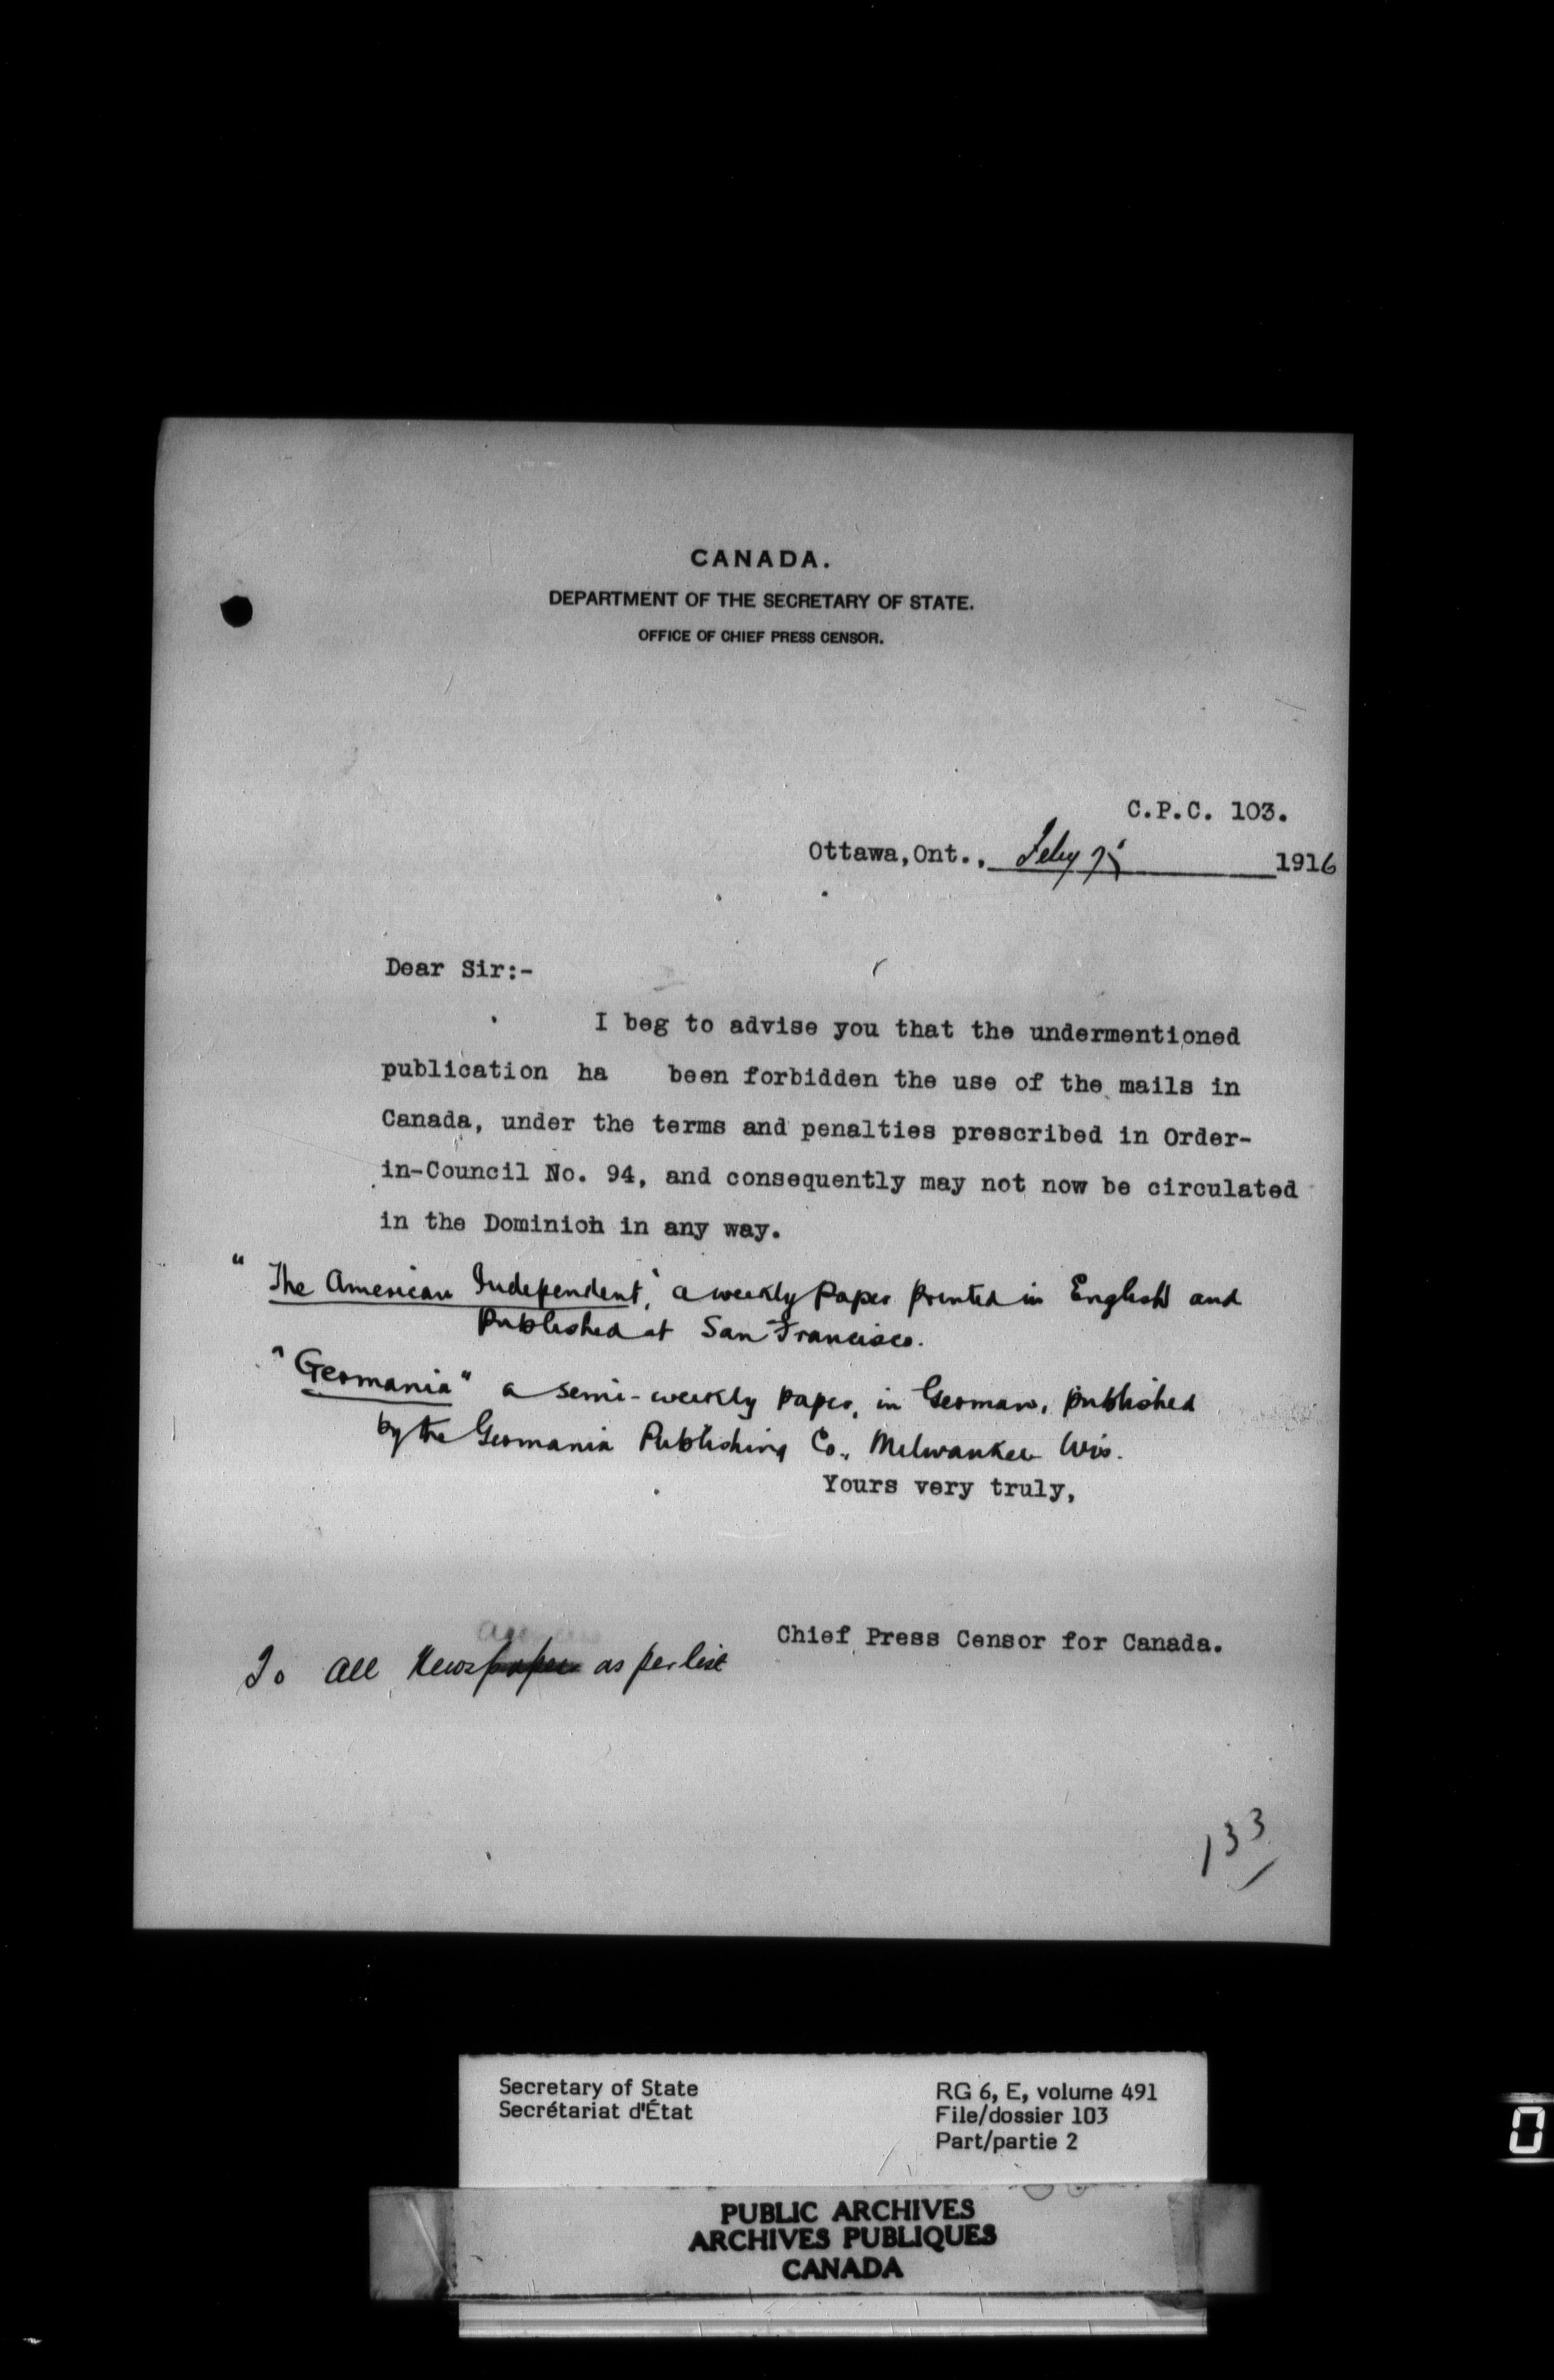 CANADA.
DEPARTMENT OF THE SECRETARY OF STATE.
OFFICE OF CHIEF PRESS CENSOR.
C.P.C. 103.
Ottawa, Ont., Feby 1916
Dear Sir:-
I beg to advise you that the undermentioned
publication ha been forbidden the use of the mails in
Canada, under the terms and penalties prescribed in Order-
in-Council No. 94, and consequently may not now be circulated
in the Dominion in any way.
"The American Independent", a weekly paper printed in English and
published at San Francisco.
"Germania" a semi-weekly paper, in German, published
by the Germania Publishing Co., Milwaukee Wis.
Yours very truly,
Chief Press Censor for Canada.
To all Newspaper as per list
133
Secretary of State
Secrétariat d'État
RG 6, E, volume 491
File/dossier 103
Part/partie 2
PUBLIC ARCHIVES
ARCHIVES PUBLIQUES
CANADA
0